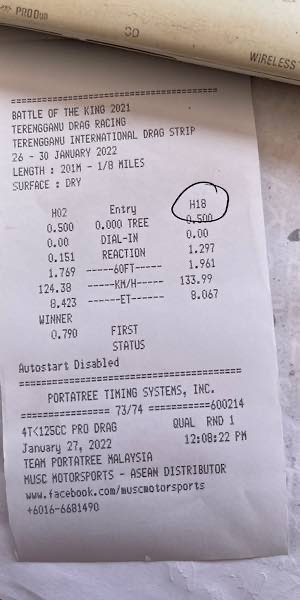 PRODuo
WIRELESS
BATTLE OF THE KING 2021
TERENGGANU DRAG RACING
TERENGGANU INTERNATIONAL DRAG STRIP
26 - 30 JANUARY 2022
LENGTH : 201M - 1/8 MILES
SURFACE : DRY
H02 Entry H18
0.500 0.000 TREE 0.500
0.00 DIAL-IN 0.00
0.151 REACTION 1.297
1.769 -----60FT----- 1.961
124.38 -----KM/H----- 133.99
8.423 ------ET------ 8.067
WINNER
0.790 FIRST
STATUS
Autostart Disabled
PORTATREE TIMING SYSTEMS, INC.
=============== 73/74 ===========600214
4T<125CC PRO DRAG QUAL RND 1
January 27, 2022 12:08:22 PM
TEAM PORTATREE MALAYSIA
MUSC MOTORSPORTS - ASEAN DISTRIBUTOR
www.facebook.com/muscmotorsports
+6016-6681490